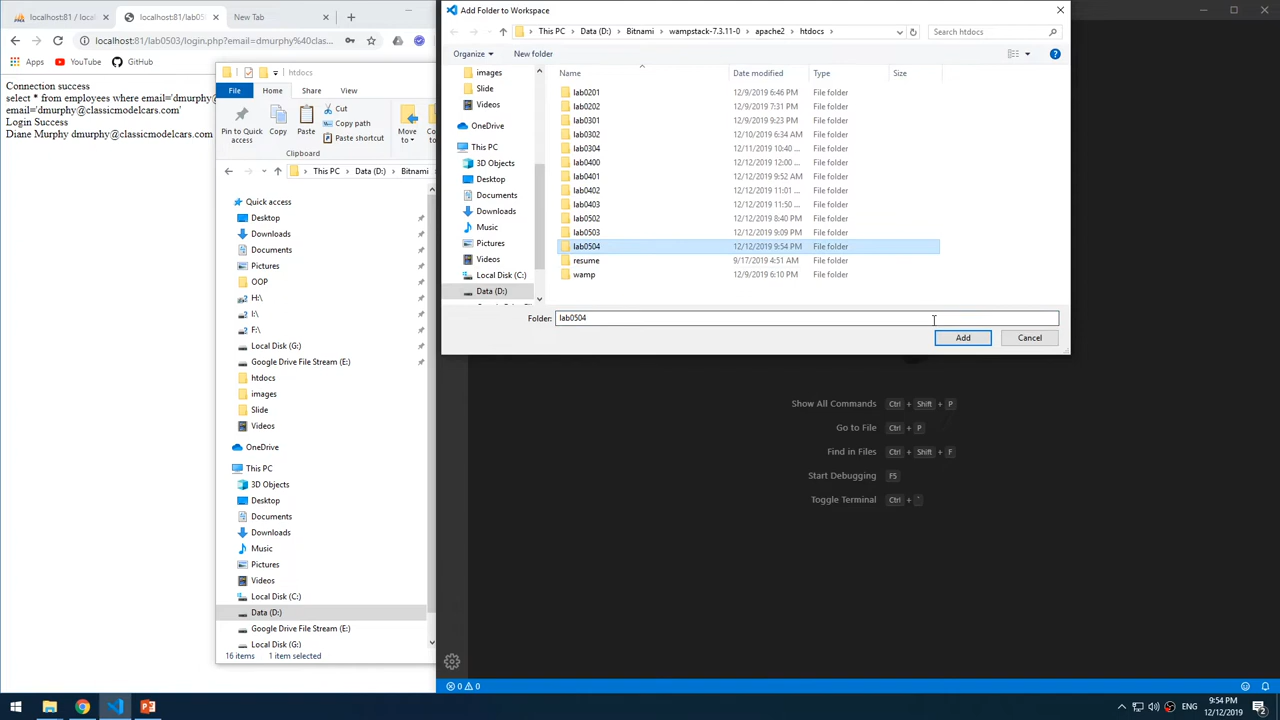 localhost:81 / local
localhost:81/lab050
New Tab
localhost:81/lab0503/login.php?email=dmurphy%40clas...
Apps
YouTube
GitHub
Connection success
select * from employees where email='dmurphy@
email='dmurphy@classicmodelcars.com'
Login Success
Diane Murphy dmurphy@classicmodelcars.com
htdocs
File
Home
Share
View
Pin to Quick
access
Copy
Paste
Cut
Copy path
Paste shortcut
Move
to
Clipboard
This PC
Data (D:)
Bitnami
Quick access
Desktop
Downloads
Documents
Pictures
OOP
H:\
I:\
F:\
Local Disk (C:)
Google Drive File Stream (E:)
htdocs
images
Slide
Videos
OneDrive
This PC
3D Objects
Desktop
Documents
Downloads
Music
Pictures
Videos
Local Disk (C:)
Data (D:)
Google Drive File Stream (E:)
Local Disk (G:)
16 items
1 item selected
Add Folder to Workspace
This PC
Data (D:)
Bitnami
wampstack-7.3.11-0
apache2
htdocs
Search htdocs
Organize
New folder
images
Slide
Videos
OneDrive
This PC
3D Objects
Desktop
Documents
Downloads
Music
Pictures
Videos
Local Disk (C:)
Data (D:)
Name Date modified Type Size
lab0201 12/9/2019 6:46 PM File folder
lab0202 12/9/2019 7:31 PM File folder
lab0301 12/9/2019 9:23 PM File folder
lab0302 12/10/2019 6:34 AM File folder
lab0304 12/11/2019 10:40 ... File folder
lab0400 12/12/2019 12:00 ... File folder
lab0401 12/12/2019 9:52 AM File folder
lab0402 12/12/2019 11:01 ... File folder
lab0403 12/12/2019 11:50 ... File folder
lab0502 12/12/2019 8:40 PM File folder
lab0503 12/12/2019 9:09 PM File folder
lab0504 12/12/2019 9:54 PM File folder
resume 9/17/2019 4:51 AM File folder
wamp 12/9/2019 6:10 PM File folder
Folder: lab0504
Add
Cancel
Show All Commands Ctrl + Shift + P
Go to File Ctrl + P
Find in Files Ctrl + Shift + F
Start Debugging F5
Toggle Terminal Ctrl + `
0 0
ENG
9:54 PM
12/12/2019
2